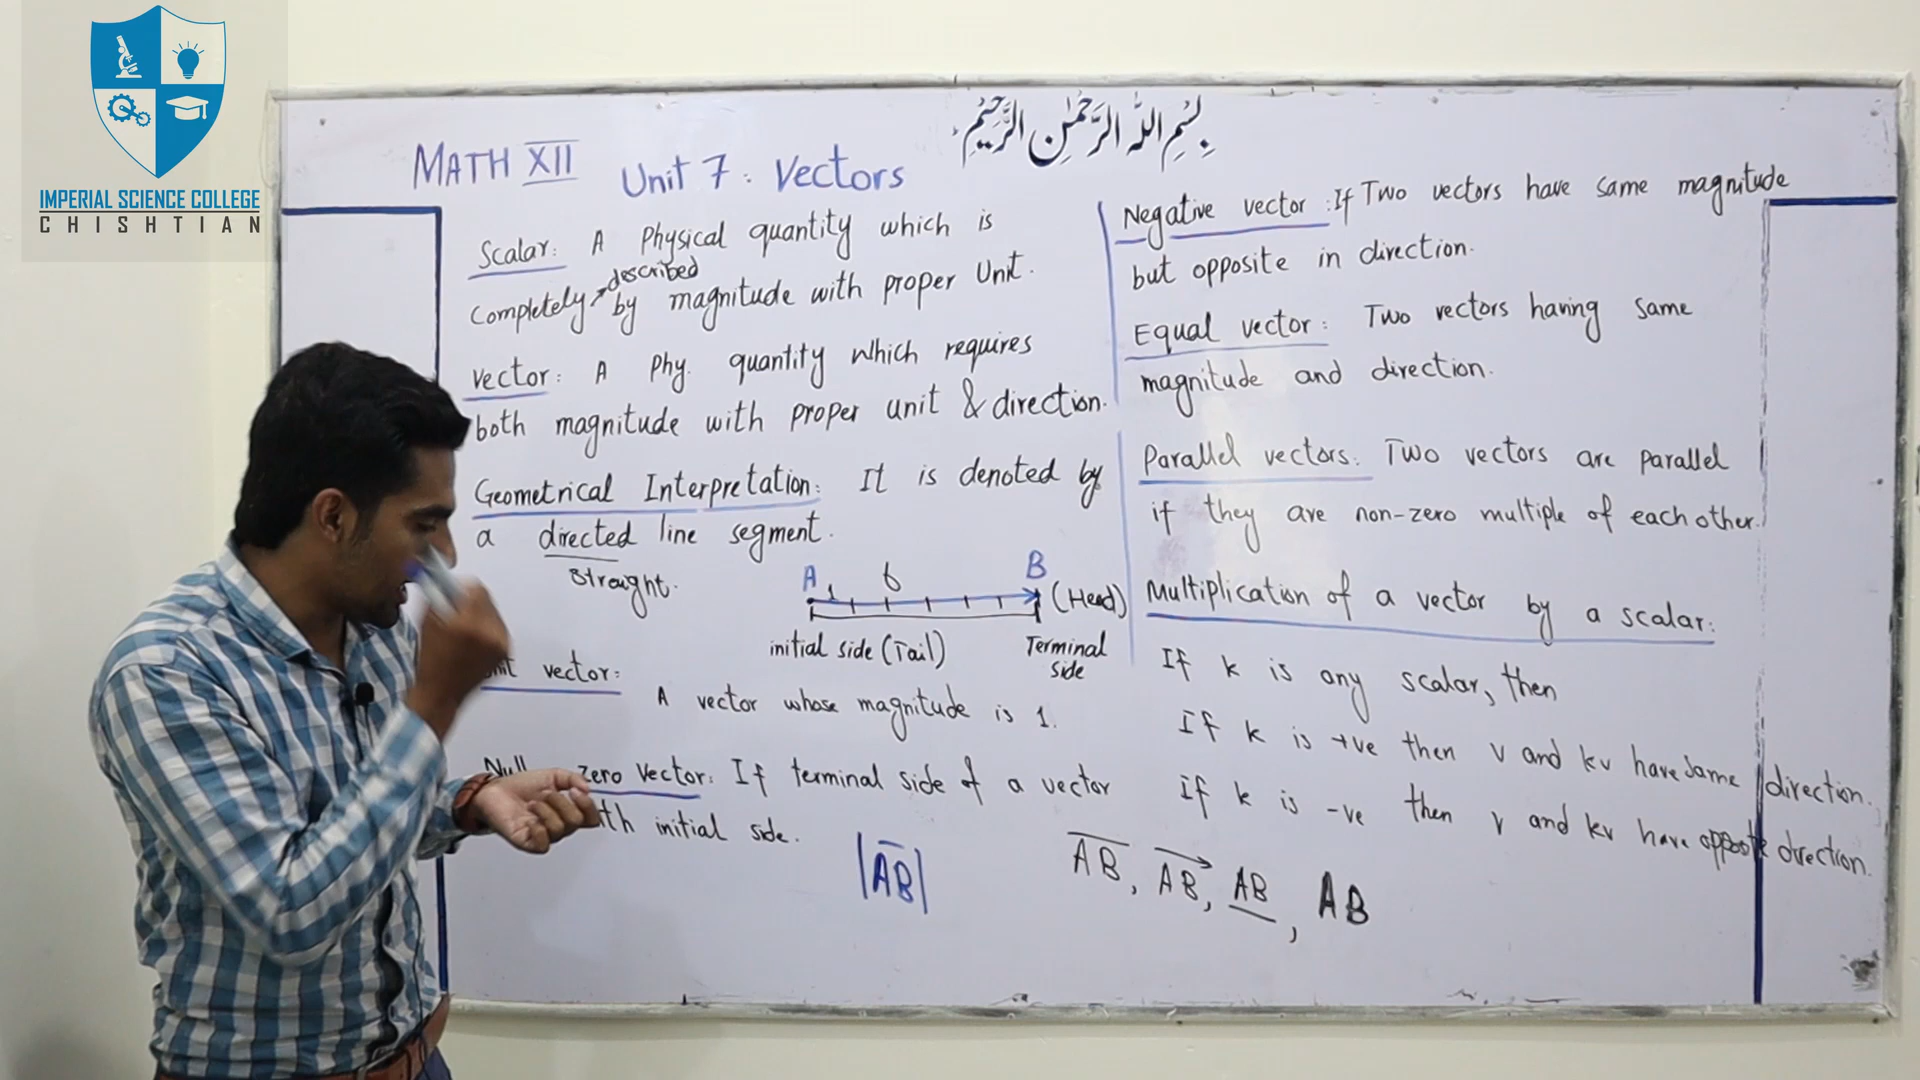 IMPERIAL SCIENCE COLLEGE
CHISHTIAN
بِسْمِ اللهِ الرَّحْمٰنِ الرَّحِيْمِ
MATH XII
Unit 7: Vectors
Scalar: A Physical quantity which is
completely described by magnitude with proper Unit.
Vector: A Phy. quantity which requires
both magnitude with proper unit & direction.
Geometrical Interpretation: It is denoted by
a directed line segment.
straight.
A 1 6 B (Head)
initial side (Tail) Terminal
side
vector:
A vector whose magnitude is 1.
Null zero Vector: If terminal side of a vector
initial side.
|AB|
Negative vector: If Two vectors have same magnitude
but opposite in direction.
Equal vector: Two vectors having same
magnitude and direction.
Parallel vectors: Two vectors are parallel
if they are non-zero multiple of each other.
Multiplication of a vector by a scalar:
If k is any scalar, then
If k is +ve then v and kv have same direction.
If k is -ve then v and kv have opposite direction.
AB, AB, AB, AB